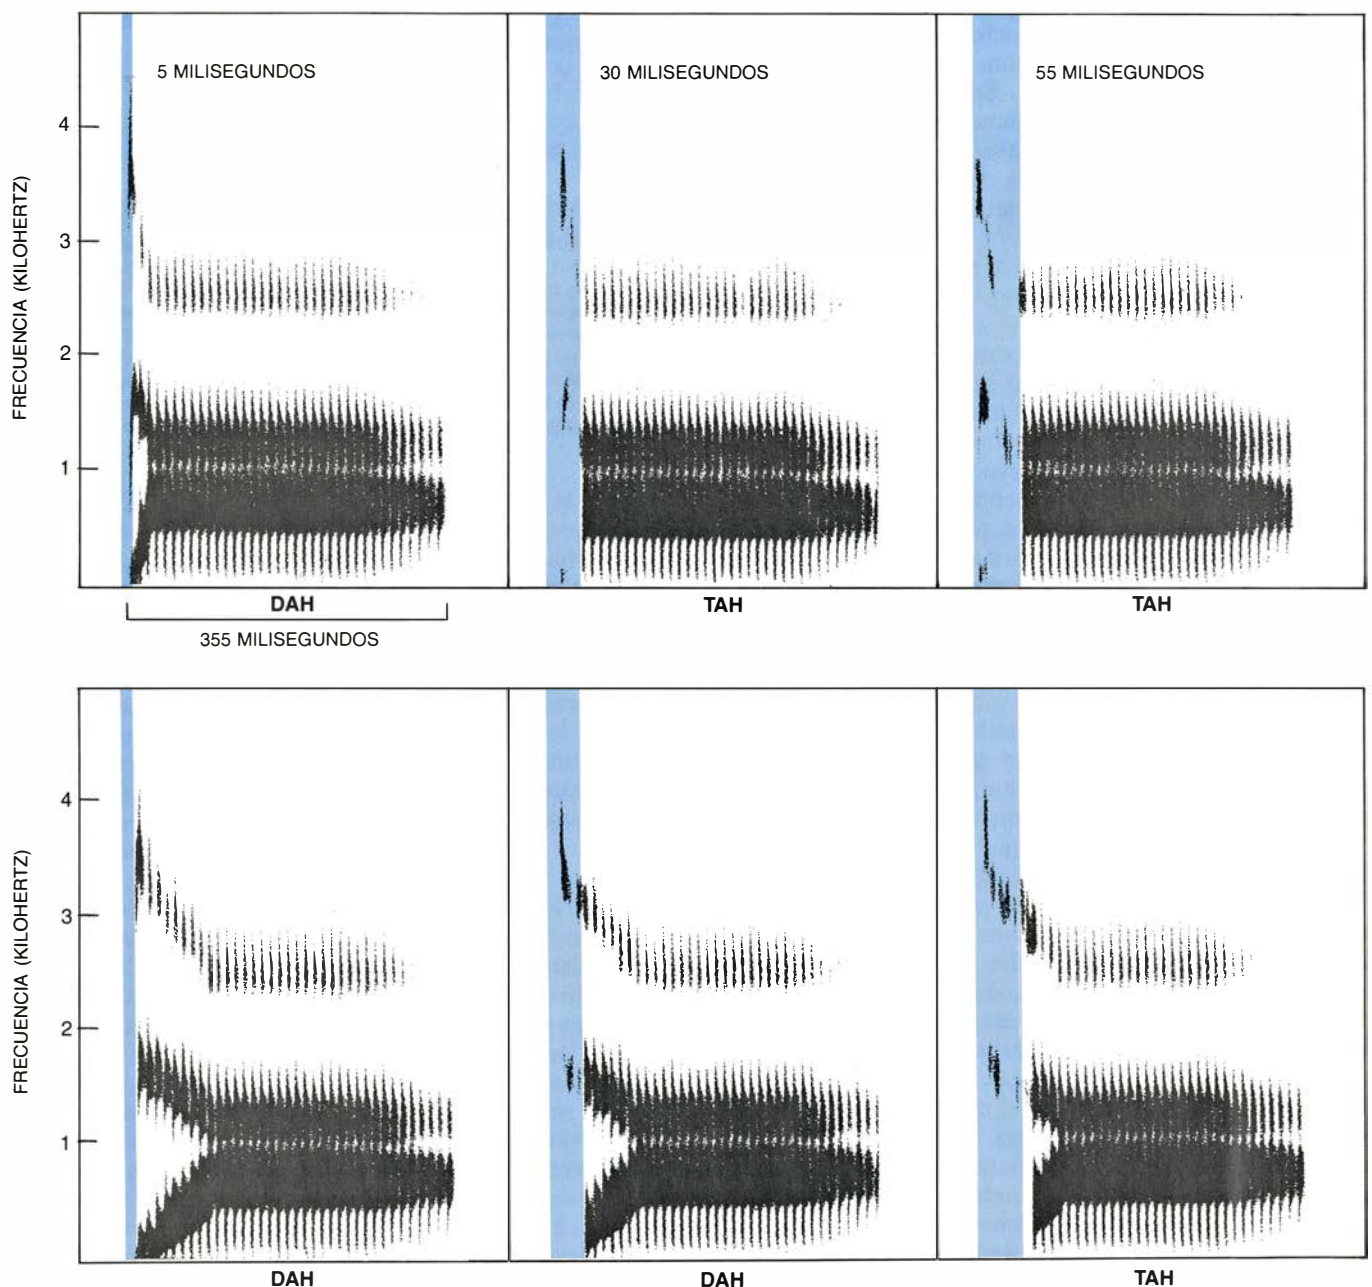 5 MILISEGUNDOS
30 MILISEGUNDOS
55 MILISEGUNDOS
FRECUENCIA (KILOHERTZ)
4
3
2
1
DAH
TAH
TAH
355 MILISEGUNDOS
FRECUENCIA (KILOHERTZ)
4
3
2
1
DAH
DAH
TAH